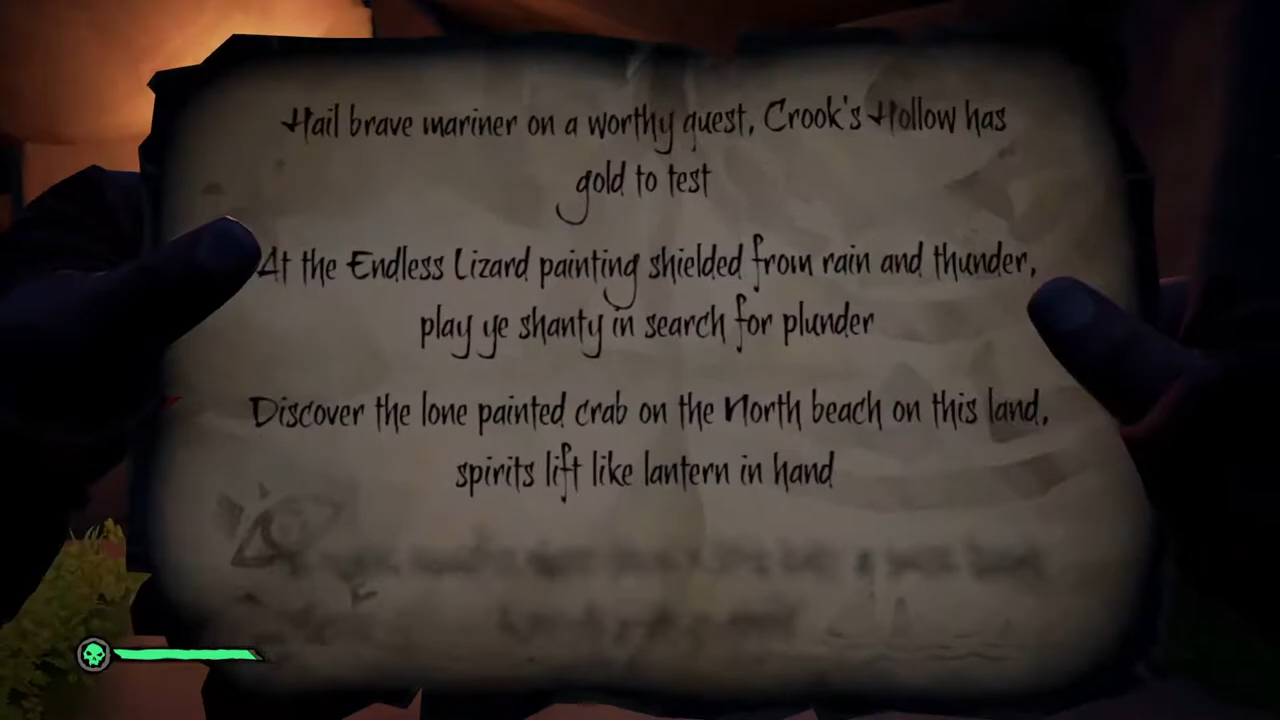 Hail brave mariner on a worthy quest, Crook's Hollow has
gold to test
At the Endless Lizard painting shielded from rain and thunder,
play ye shanty in search for plunder
Discover the lone painted crab on the North beach on this land,
spirits lift like lantern in hand